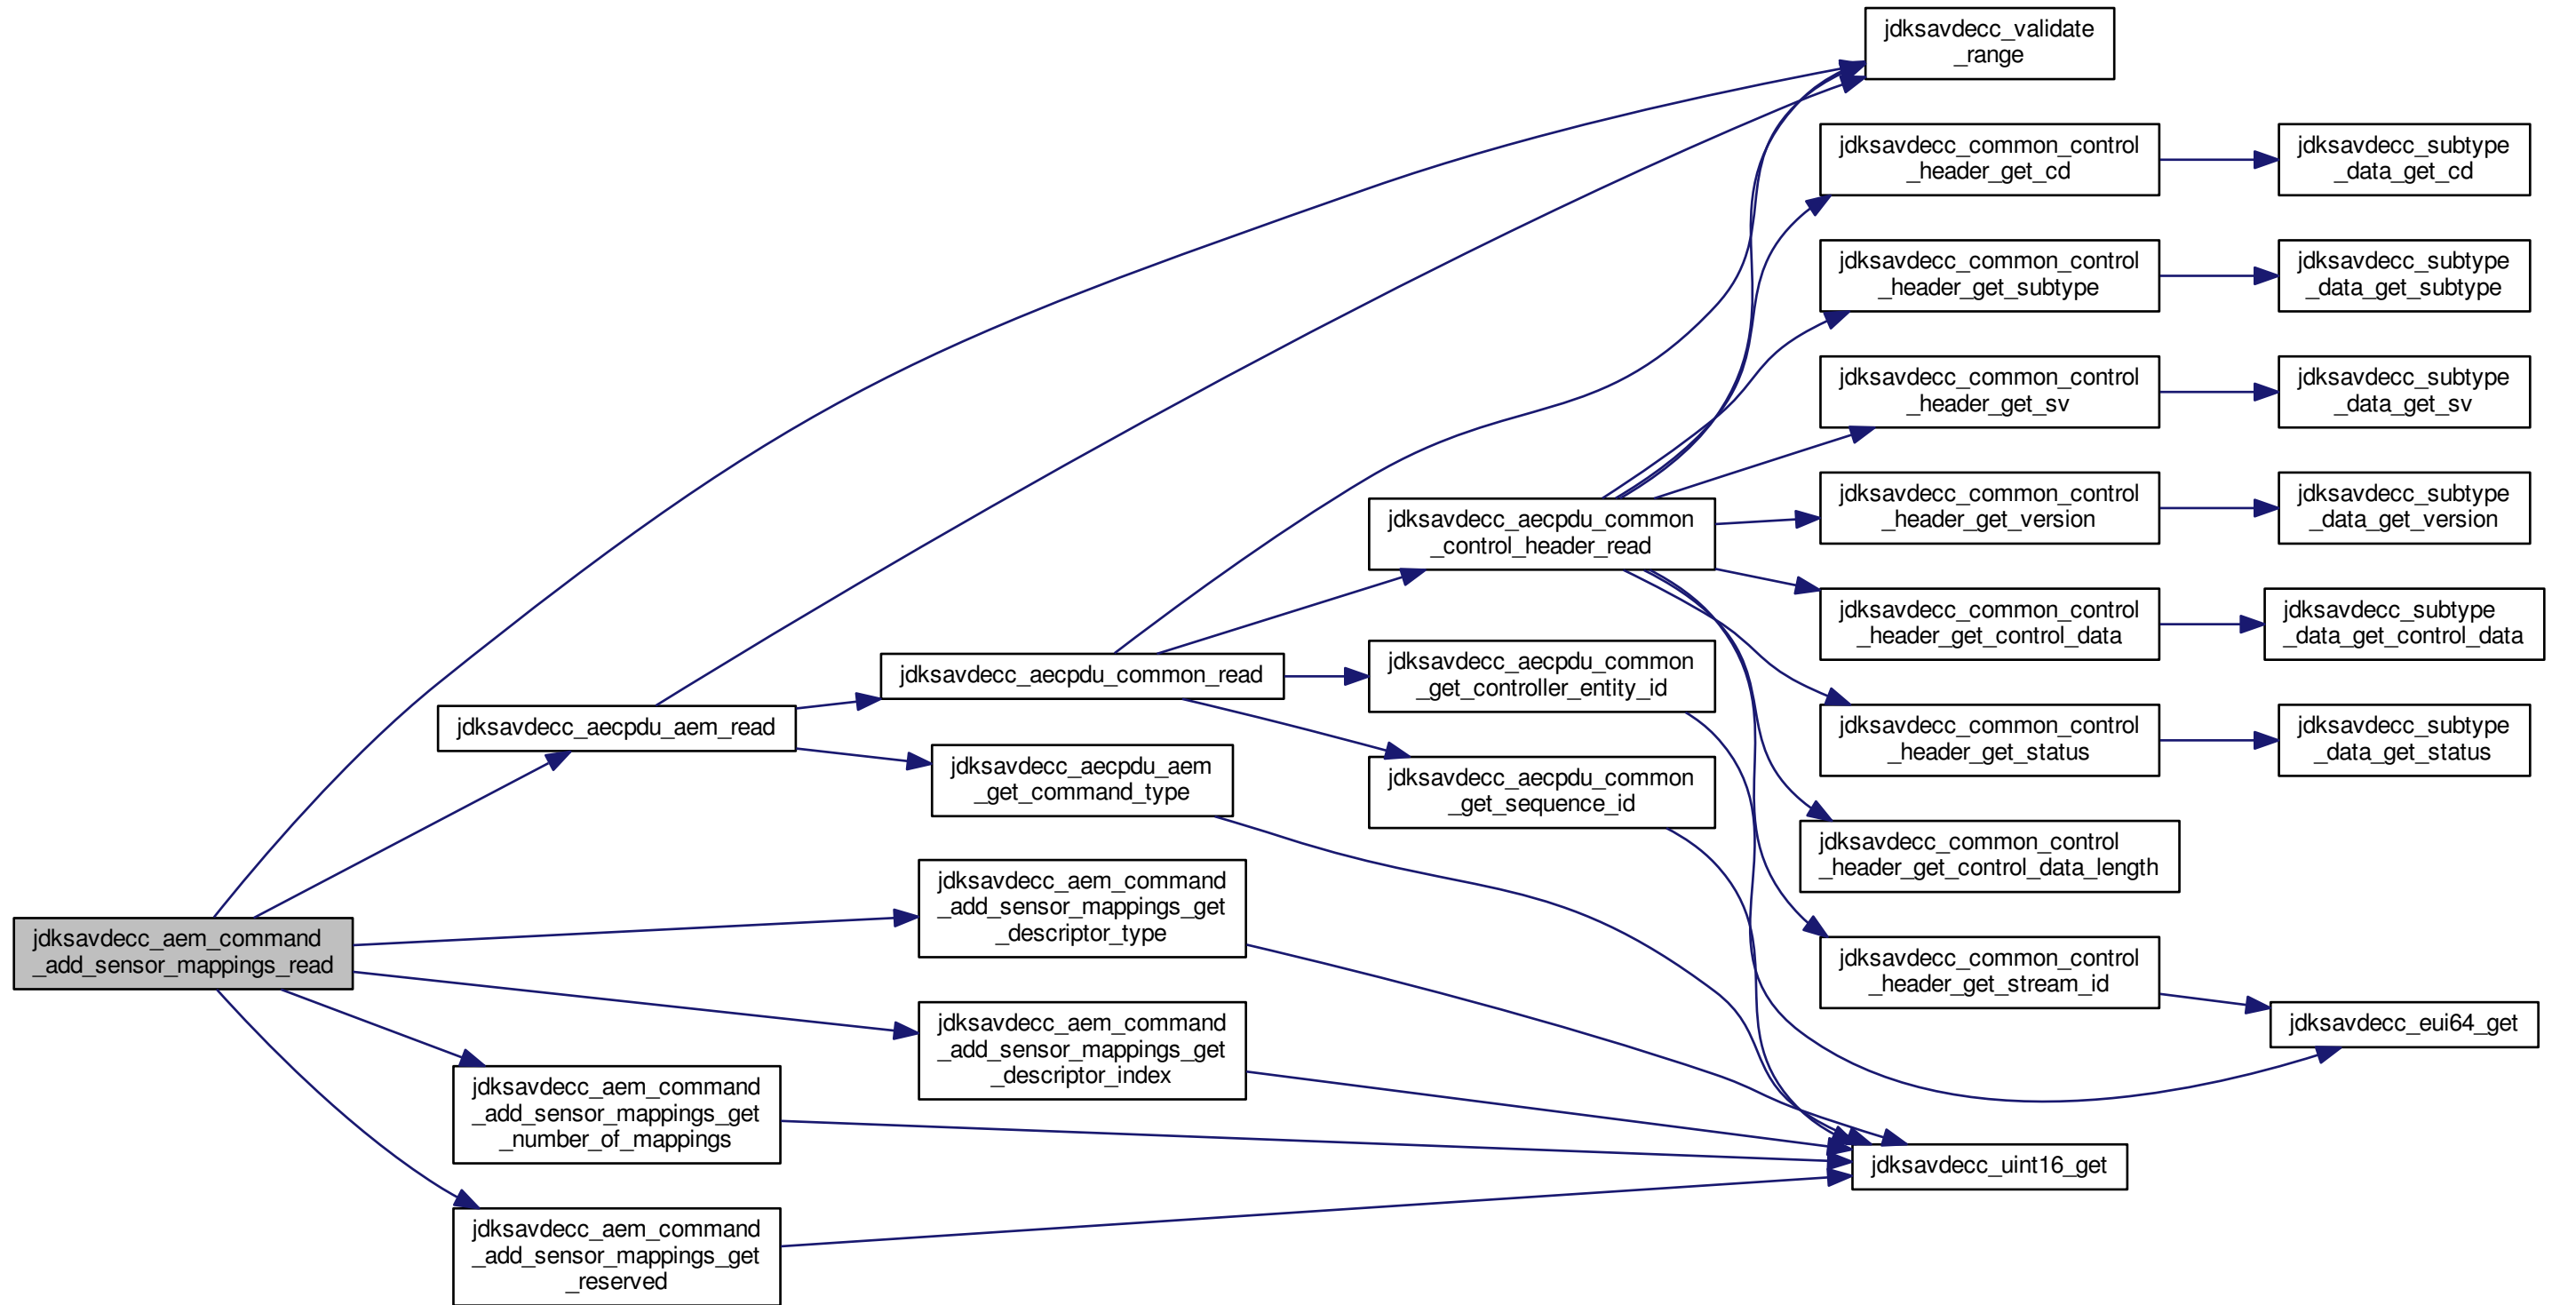 jdksavdecc_aem_command
_add_sensor_mappings_read
jdksavdecc_aecpdu_aem_read
jdksavdecc_aem_command
_add_sensor_mappings_get
_number_of_mappings
jdksavdecc_aem_command
_add_sensor_mappings_get
_reserved
jdksavdecc_aecpdu_common_read
jdksavdecc_aecpdu_aem
_get_command_type
jdksavdecc_aem_command
_add_sensor_mappings_get
_descriptor_type
jdksavdecc_aem_command
_add_sensor_mappings_get
_descriptor_index
jdksavdecc_aecpdu_common
_control_header_read
jdksavdecc_aecpdu_common
_get_controller_entity_id
jdksavdecc_aecpdu_common
_get_sequence_id
jdksavdecc_validate
_range
jdksavdecc_common_control
_header_get_cd
jdksavdecc_common_control
_header_get_subtype
jdksavdecc_common_control
_header_get_sv
jdksavdecc_common_control
_header_get_version
jdksavdecc_common_control
_header_get_control_data
jdksavdecc_common_control
_header_get_status
jdksavdecc_common_control
_header_get_control_data_length
jdksavdecc_common_control
_header_get_stream_id
jdksavdecc_uint16_get
jdksavdecc_subtype
_data_get_cd
jdksavdecc_subtype
_data_get_subtype
jdksavdecc_subtype
_data_get_sv
jdksavdecc_subtype
_data_get_version
jdksavdecc_subtype
_data_get_control_data
jdksavdecc_subtype
_data_get_status
jdksavdecc_eui64_get